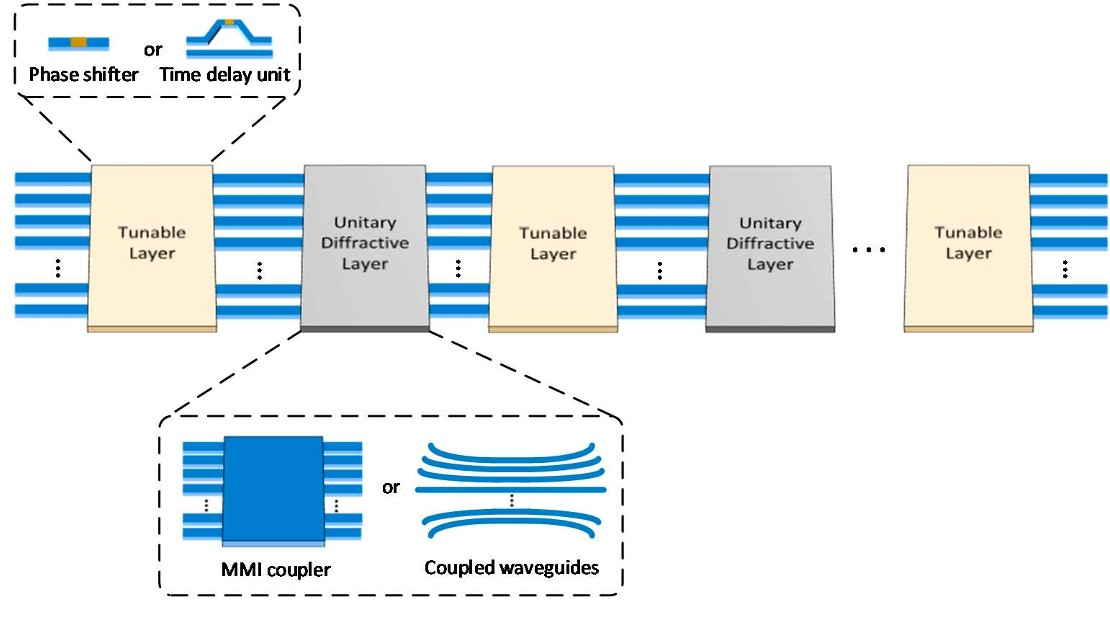 or
Phase shifter
Time delay unit
Tunable
Layer
Unitary
Diffractive
Layer
Tunable
Layer
Unitary
Diffractive
Layer
...
Tunable
Layer
or
MMI coupler
Coupled waveguides